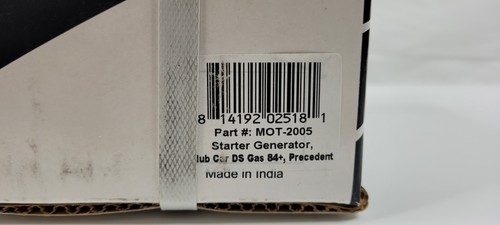 8 14192 02518 1
Part #: MOT-2005
Starter Generator,
lub Car DS Gas 84+, Precedent
Made in India